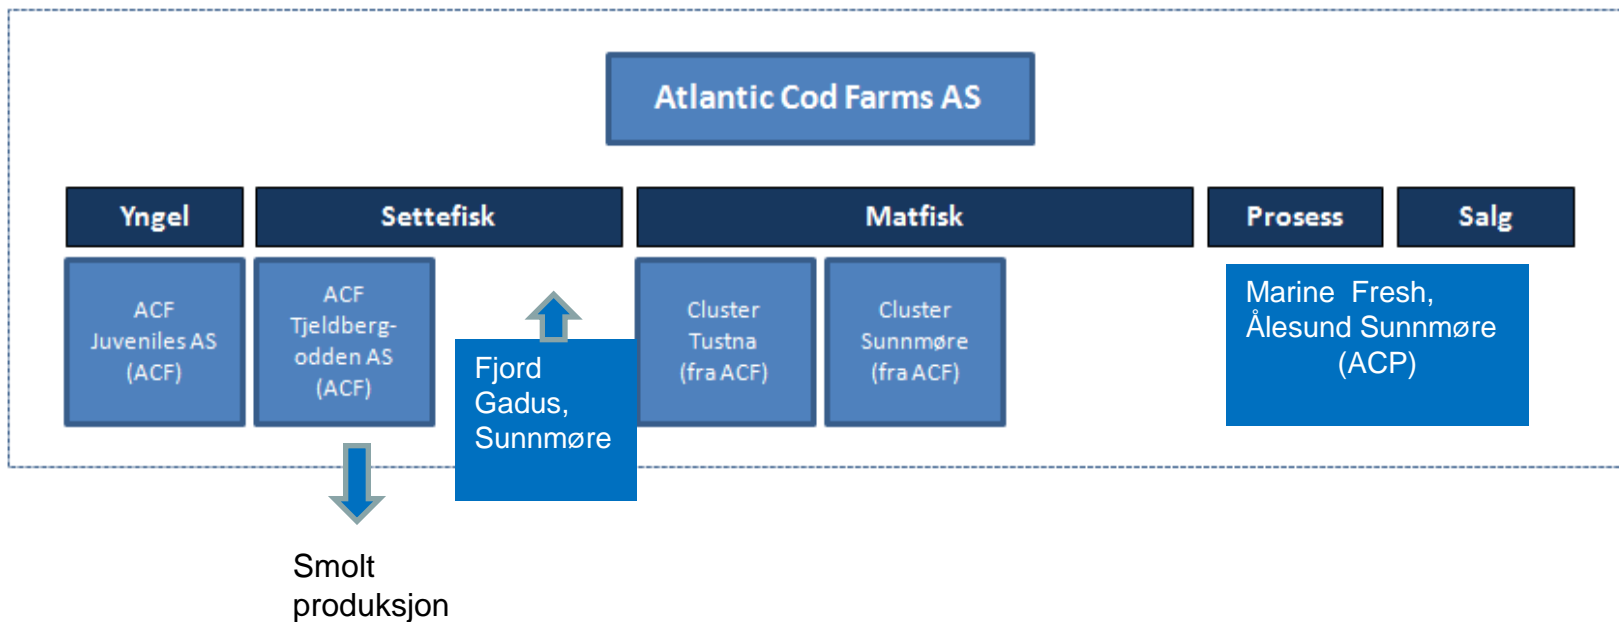 Atlantic Cod Farms AS
Yngel
Settefisk
Matfisk
Prosess
Salg
ACF
Juveniles AS
(ACF)
ACF
Tjeldberg-
odden AS
(ACF)
Fjord
Gadus,
Sunnmøre
Cluster
Tustna
(fra ACF)
Cluster
Sunnmøre
(fra ACF)
Marine Fresh,
Ålesund Sunnmøre
(ACP)
Smolt
produksjon